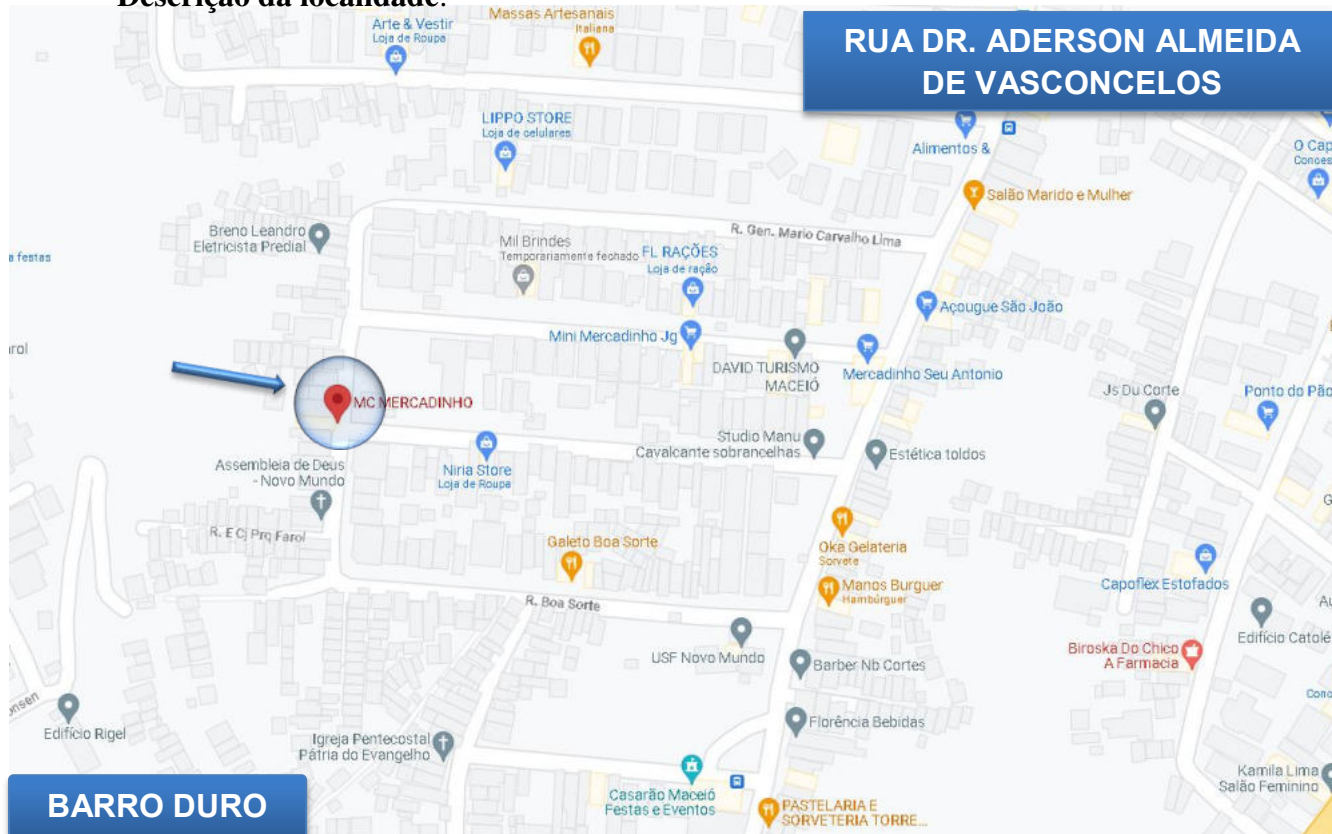 Descrição da localidade:
Massas Artesanais
Italiana
Arte & Vestir
Loja de Roupa
RUA DR. ADERSON ALMEIDA
DE VASCONCELOS
LIPPO STORE
Loja de celulares
Alimentos &
O Cap
Salão Marido e Mulher
Breno Leandro
Eletricista Predial
R. Gen. Mario Carvalho Lima
a festas
Mil Brindes
Temporariamente fechado
FL RAÇÕES
Loja de ração
Açougue São João
Mini Mercadinho Jg
arol
DAVID TURISMO
MACEIÓ
Mercadinho Seu Antonio
Js Du Corte
Ponto do Pão
MC MERCADINHO
Studio Manu
Cavalcante sobrancelhas
Estética toldos
Assembleia de Deus
- Novo Mundo
Niria Store
Loja de Roupa
R. E Cj Prq Farol
Galeto Boa Sorte
Oka Gelateria
Sorvete
Manos Burguer
Hambúrguer
Capoflex Estofados
R. Boa Sorte
Edifício Catolé
USF Novo Mundo
Barber Nb Cortes
Biroska Do Chico
A Farmacia
onsen
Edifício Rigel
Florência Bebidas
Igreja Pentecostal
Pátria do Evangelho
Kamila Lima
Salão Feminino
BARRO DURO
Casarão Maceió
Festas e Eventos
PASTELARIA E
SORVETERIA TORRE...